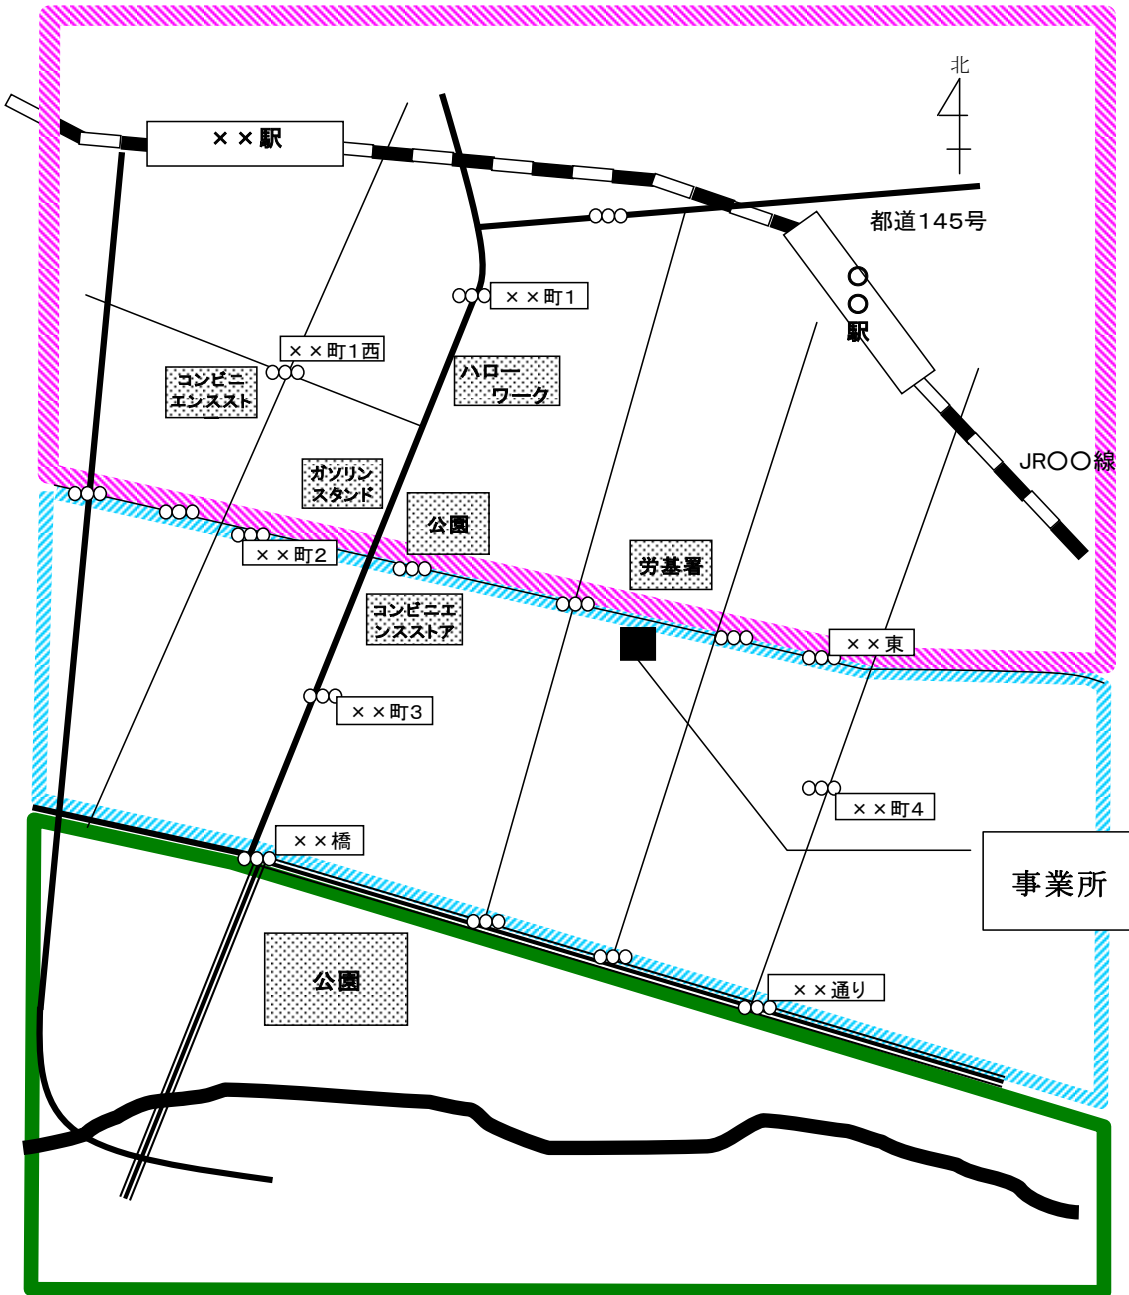 北
××駅
都道145号
○
○
駅
××町1
××町1西
コンビニ
エンススト
ハロー
ワーク
JR○○線
ガソリン
スタンド
公園
××町2
労基署
コンビニエ
ンスストア
××東
××町3
××町4
××橋
事業所
公園
××通り